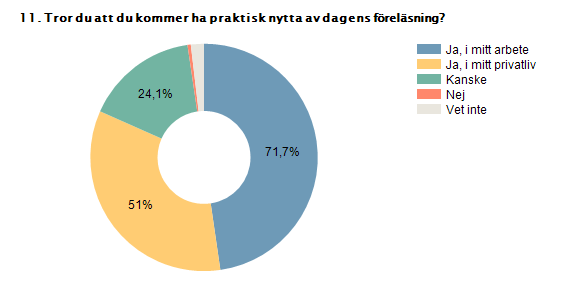 11. Tror du att du kommer ha praktisk nytta av dagens föreläsning?
Ja, i mitt arbete
Ja, i mitt privatliv
Kanske
Nej
Vet inte
24,1%
71,7%
51%